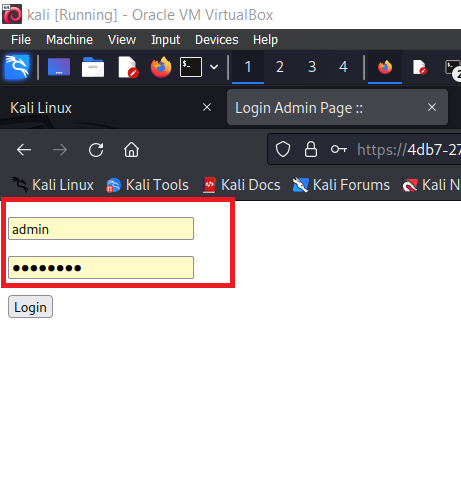 kali [Running] - Oracle VM VirtualBox
File Machine View Input Devices Help
1 2 3 4 2
Kali Linux × Login Admin Page :: ×
https://4db7-27
Kali Linux Kali Tools Kali Docs Kali Forums Kali N
admin
••••••••
Login